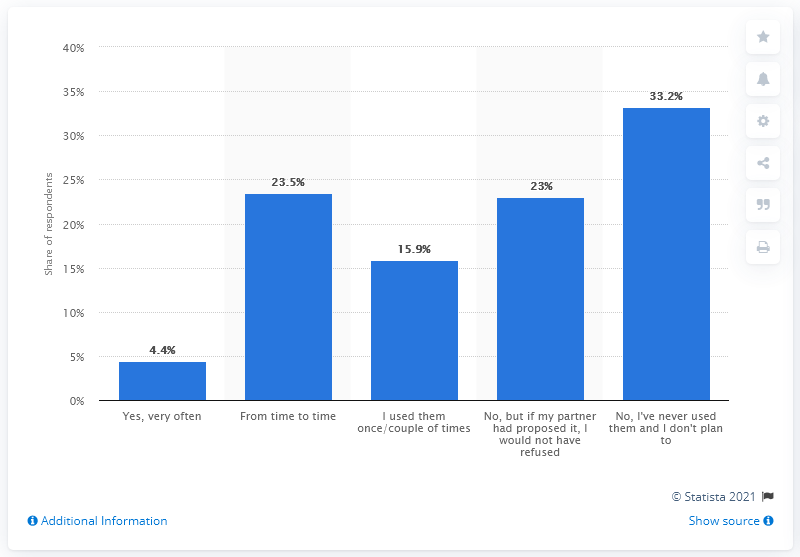 40%
35%
30%
25%
20%
15%
10%
5%
0%
Share of respondents
4.4%
23.5%
15.9%
23%
33.2%
Yes, very often
From time to time
I used them
once/couple of times
No, but if my partner
had proposed it, I
would not have
refused
No, I've never used
them and I don't plan
to
© Statista 2021
Additional Information
Show source